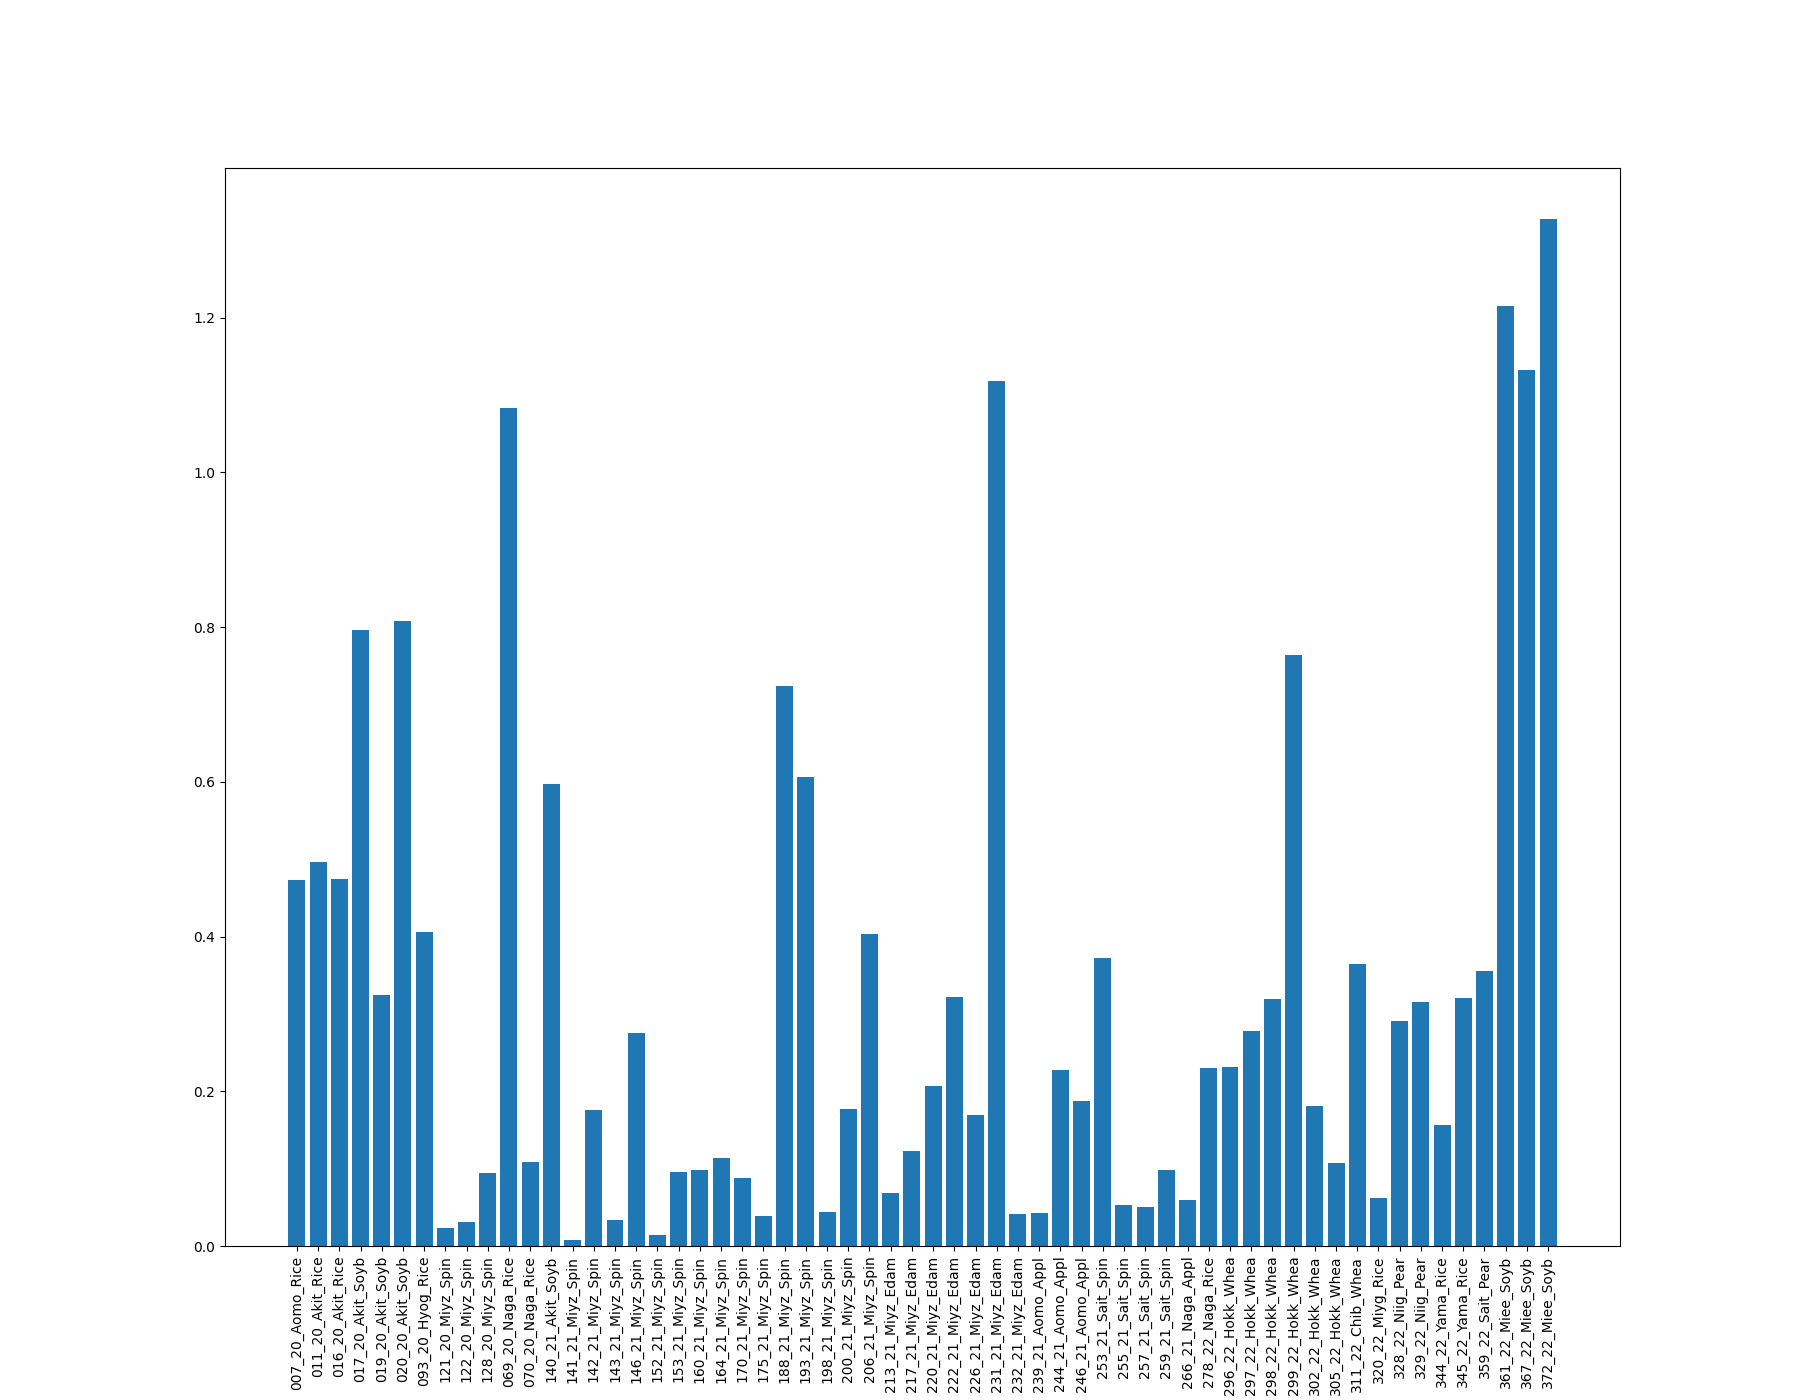 1.2
1.0
0.8
0.6
0.4
0.2
0.0
007_20_Aomo_Rice
011_20_Akit_Rice
016_20_Akit_Rice
017_20_Akit_Soyb
019_20_Akit_Soyb
020_20_Akit_Soyb
093_20_Hyog_Rice
121_20_Miyz_Spin
122_20_Miyz_Spin
128_20_Miyz_Spin
069_20_Naga_Rice
070_20_Naga_Rice
140_21_Akit_Soyb
141_21_Miyz_Spin
142_21_Miyz_Spin
143_21_Miyz_Spin
146_21_Miyz_Spin
152_21_Miyz_Spin
153_21_Miyz_Spin
160_21_Miyz_Spin
164_21_Miyz_Spin
170_21_Miyz_Spin
175_21_Miyz_Spin
188_21_Miyz_Spin
193_21_Miyz_Spin
198_21_Miyz_Spin
200_21_Miyz_Spin
206_21_Miyz_Spin
213_21_Miyz_Edam
217_21_Miyz_Edam
220_21_Miyz_Edam
222_21_Miyz_Edam
226_21_Miyz_Edam
231_21_Miyz_Edam
232_21_Miyz_Edam
239_21_Aomo_Appl
244_21_Aomo_Appl
246_21_Aomo_Appl
253_21_Sait_Spin
255_21_Sait_Spin
257_21_Sait_Spin
259_21_Sait_Spin
266_21_Naga_Appl
278_22_Naga_Rice
296_22_Hokk_Whea
297_22_Hokk_Whea
298_22_Hokk_Whea
299_22_Hokk_Whea
302_22_Hokk_Whea
305_22_Hokk_Whea
311_22_Chib_Whea
320_22_Miyg_Rice
328_22_Niig_Pear
329_22_Niig_Pear
344_22_Yama_Rice
345_22_Yama_Rice
359_22_Sait_Pear
361_22_Miee_Soyb
367_22_Miee_Soyb
372_22_Miee_Soyb